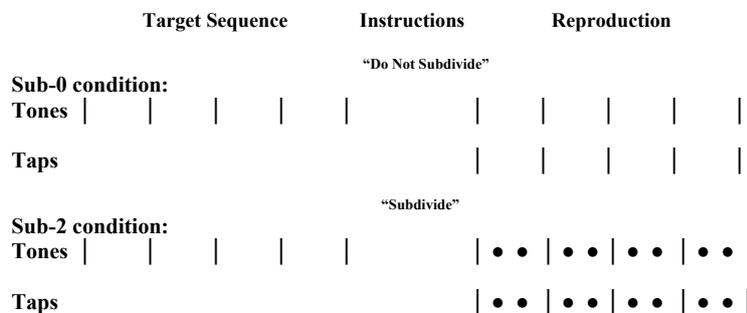 Target Sequence Instructions Reproduction
“Do Not Subdivide”
Sub-0 condition:
Tones
Taps
“Subdivide”
Sub-2 condition:
Tones
Taps